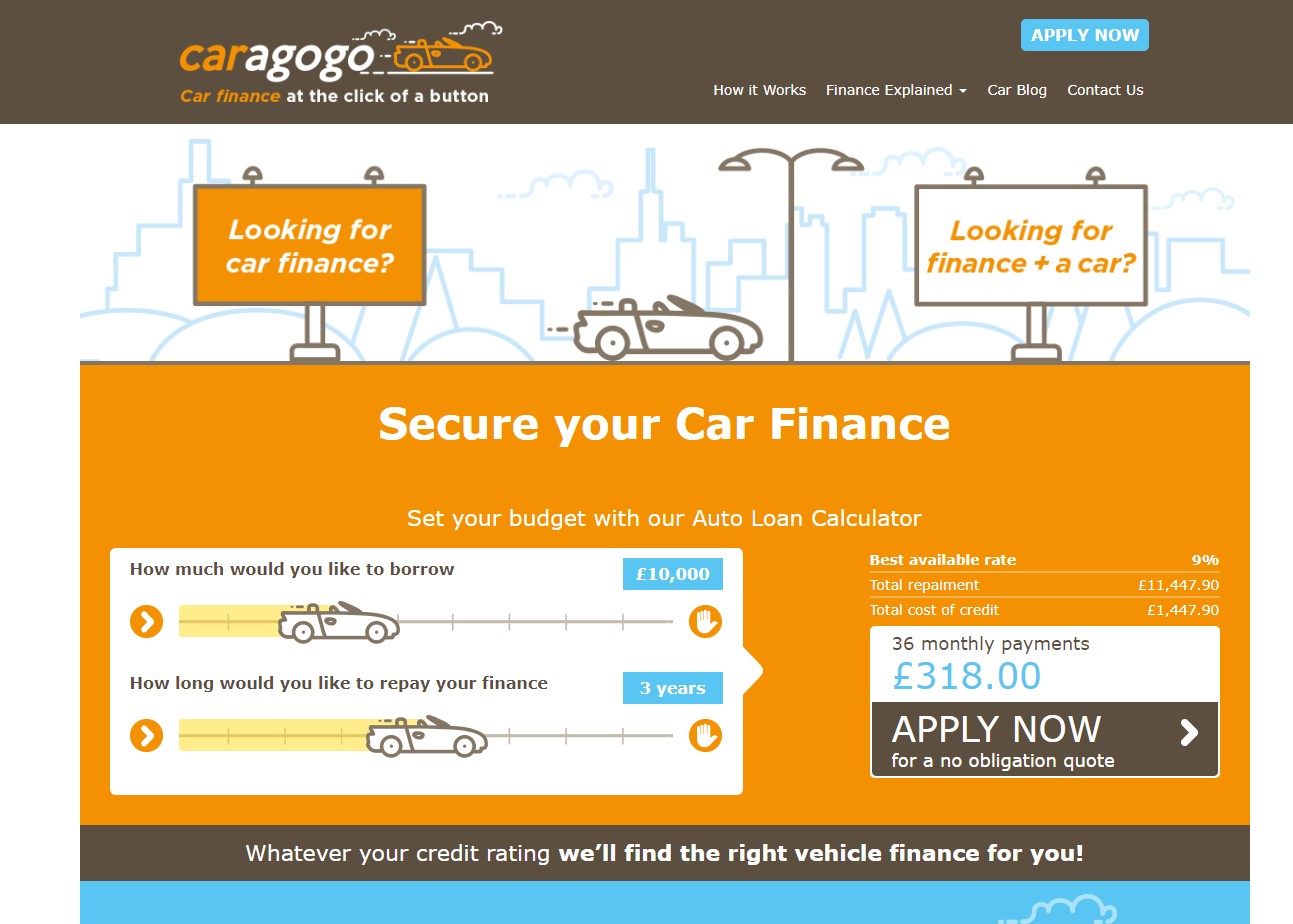 caragogo
Car finance at the click of a button
APPLY NOW
How it Works Finance Explained Car Blog Contact Us
Looking for
car finance?
Looking for
finance + a car?
Secure your Car Finance
Set your budget with our Auto Loan Calculator
How much would you like to borrow £10,000
How long would you like to repay your finance 3 years
Best available rate 9%
Total repaiment £11,447.90
Total cost of credit £1,447.90
36 monthly payments
£318.00
APPLY NOW
for a no obligation quote
Whatever your credit rating we’ll find the right vehicle finance for you!